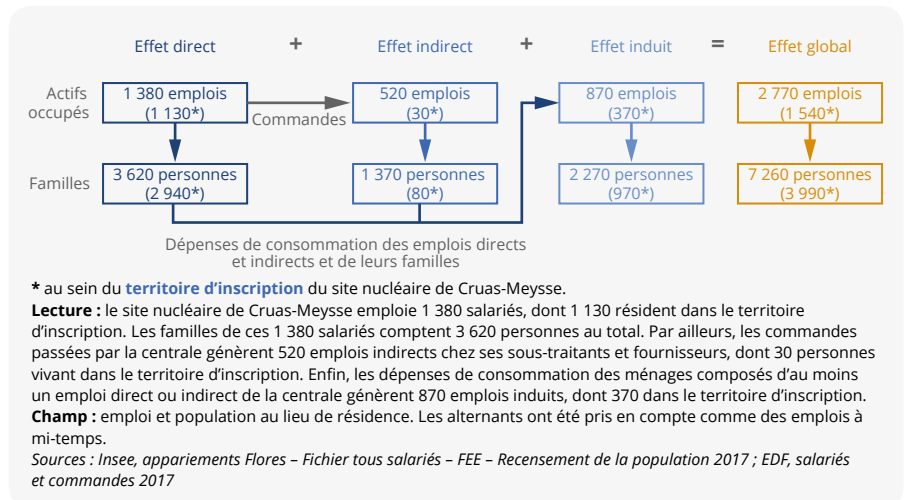 Effet direct + Effet indirect + Effet induit = Effet global
Actifs occupés
1 380 emplois
(1 130*)
Commandes
520 emplois
(30*)
870 emplois
(370*)
2 770 emplois
(1 540*)
Familles
3 620 personnes
(2 940*)
1 370 personnes
(80*)
2 270 personnes
(970*)
7 260 personnes
(3 990*)
Dépenses de consommation des emplois directs
et indirects et de leurs familles
* au sein du territoire d’inscription du site nucléaire de Cruas-Meysse.
Lecture : le site nucléaire de Cruas-Meysse emploie 1 380 salariés, dont 1 130 résident dans le territoire
d’inscription. Les familles de ces 1 380 salariés comptent 3 620 personnes au total. Par ailleurs, les commandes
passées par la centrale génèrent 520 emplois indirects chez ses sous-traitants et fournisseurs, dont 30 personnes
vivant dans le territoire d’inscription. Enfin, les dépenses de consommation des ménages composés d’au moins
un emploi direct ou indirect de la centrale génèrent 870 emplois induits, dont 370 dans le territoire d’inscription.
Champ : emploi et population au lieu de résidence. Les alternants ont été pris en compte comme des emplois à
mi-temps.
Sources : Insee, appariements Flores – Fichier tous salariés – FEE – Recensement de la population 2017 ; EDF, salariés
et commandes 2017